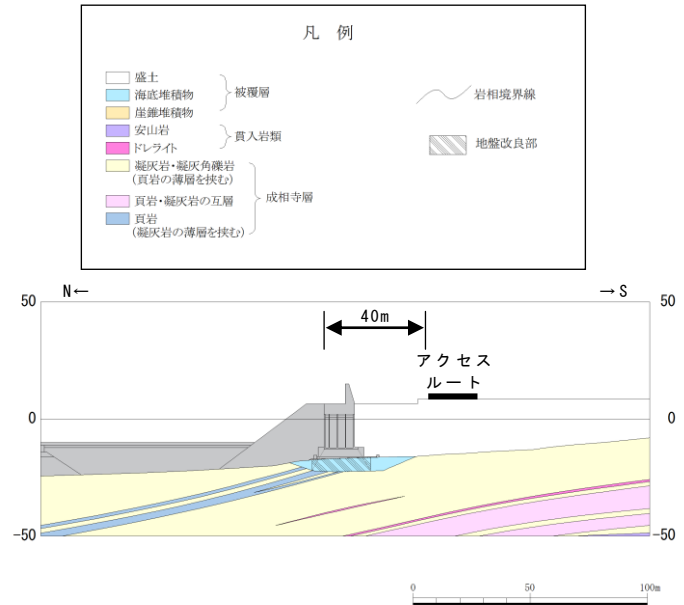 凡 例
盛土
海底堆積物
崖錐堆積物
被覆層
安山岩
ドレライト
貫入岩類
凝灰岩・凝灰角礫岩
(頁岩の薄層を挟む)
頁岩・凝灰岩の互層
頁岩
(凝灰岩の薄層を挟む)
成相寺層
岩相境界線
地盤改良部
50
N←
→S
50
40m
アクセス
ルート
0
0
-50
-50
0
50
100m